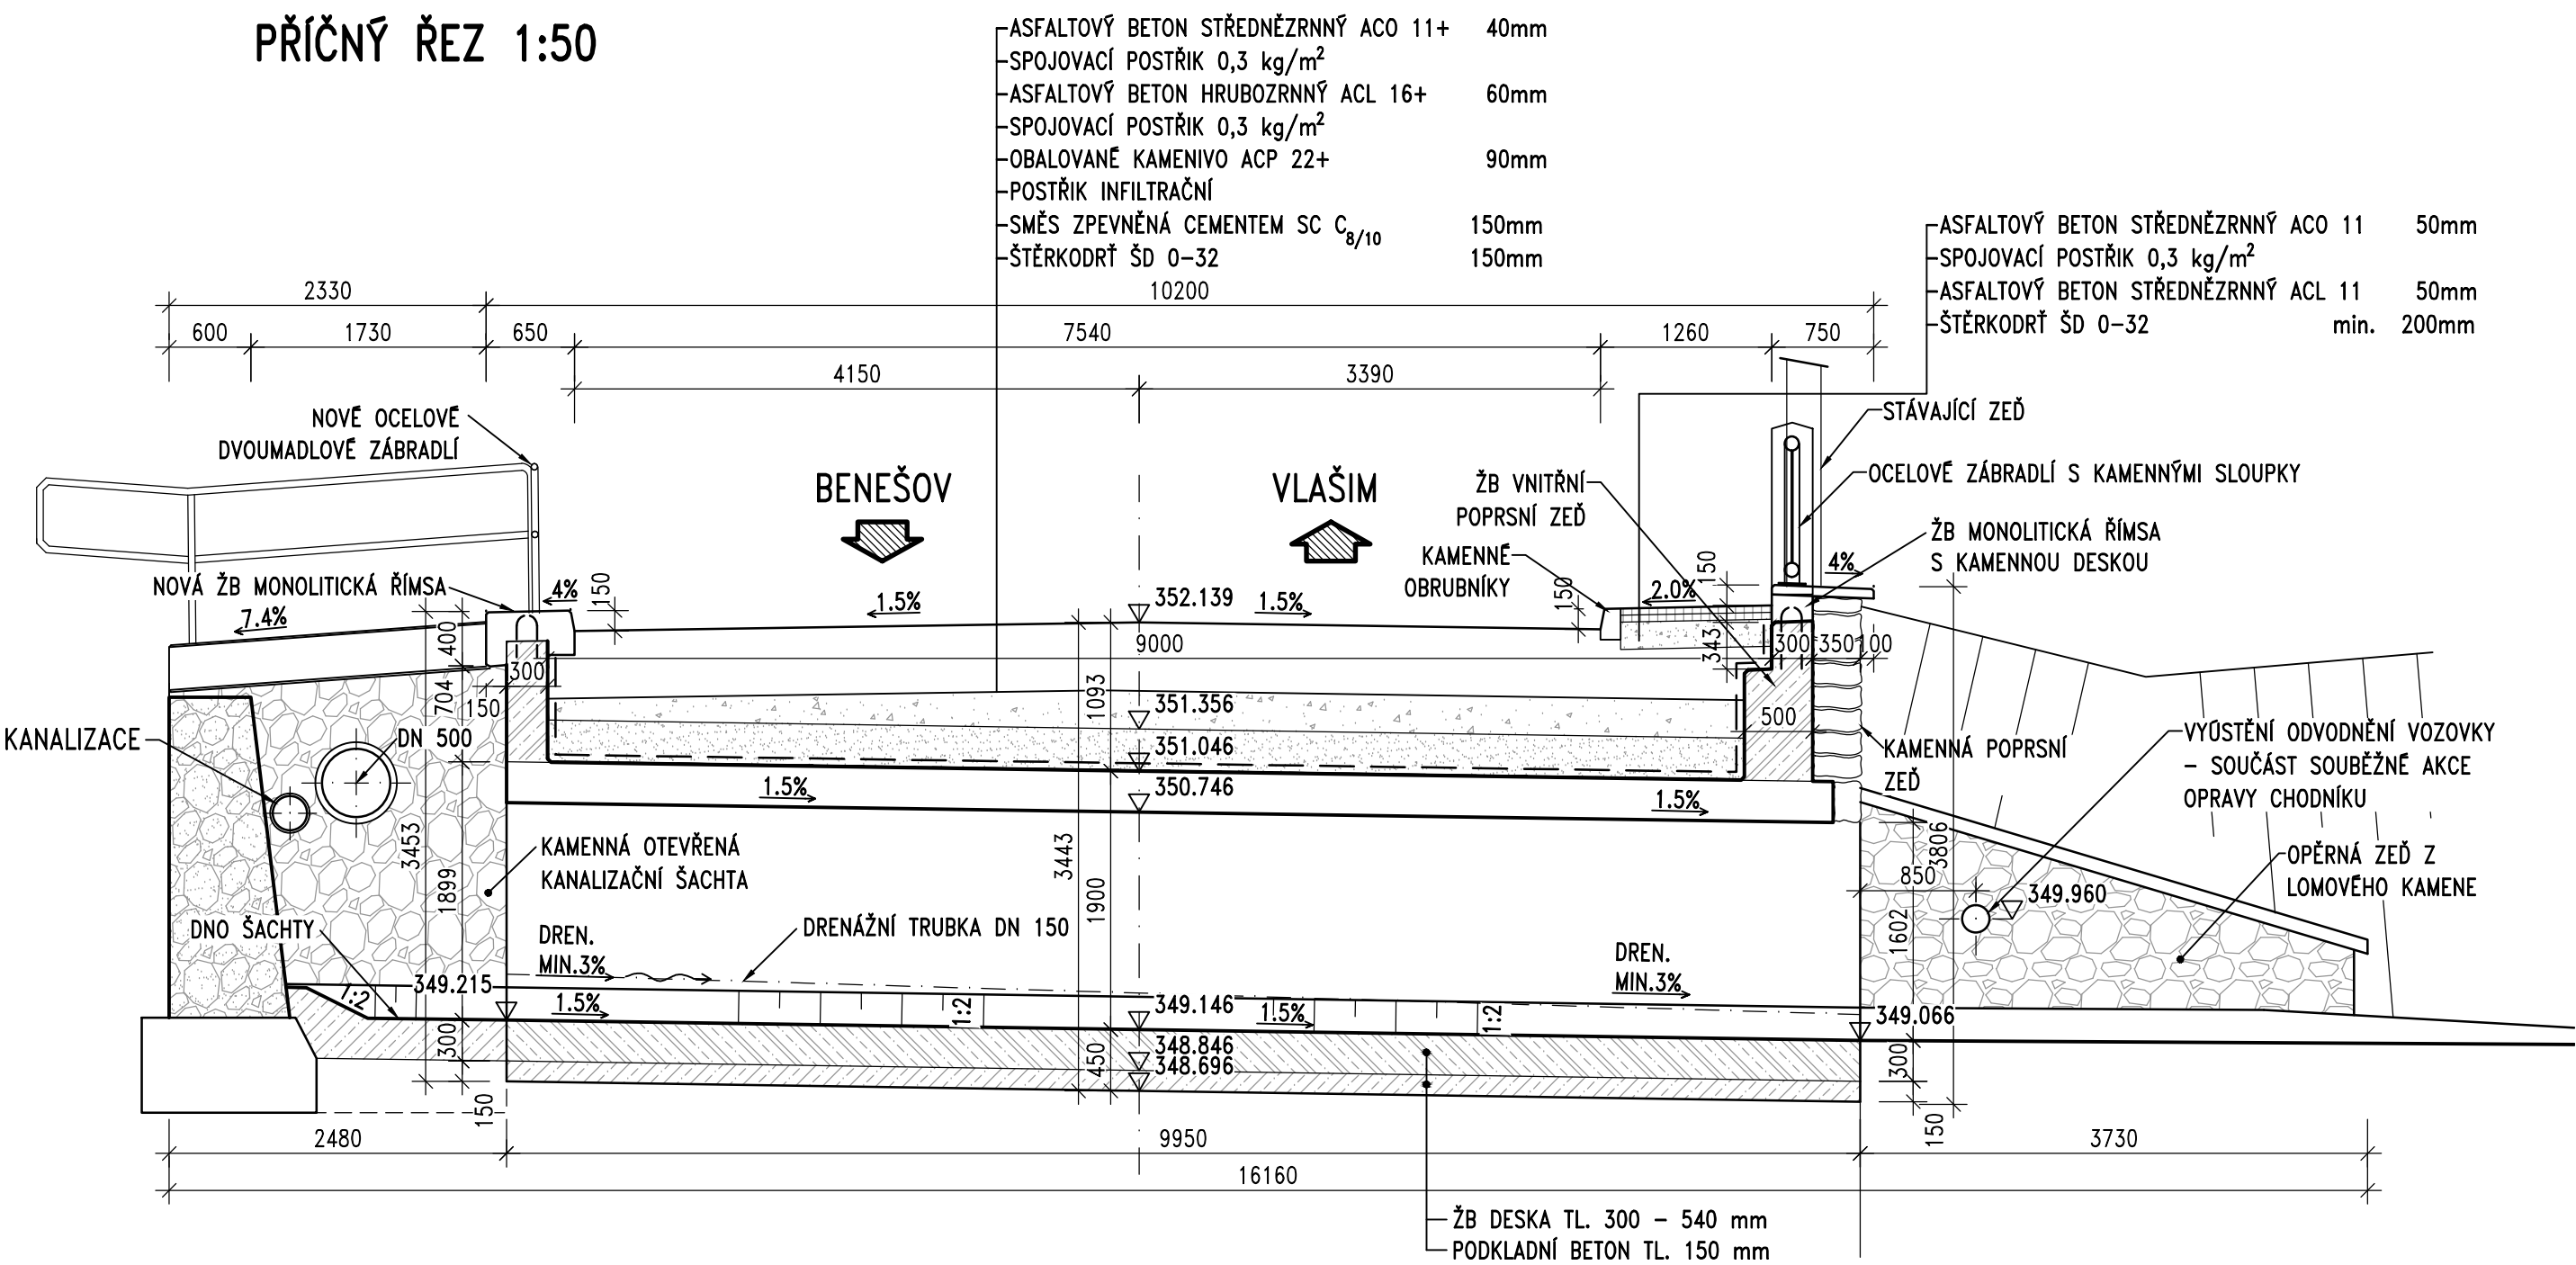 PŘÍČNÝ ŘEZ 1:50
ASFALTOVÝ BETON STŘEDNĚZRNNÝ ACO 11+ 40mm
SPOJOVACÍ POSTŘIK 0,3 kg/m²
ASFALTOVÝ BETON HRUBOZRNNÝ ACL 16+ 60mm
SPOJOVACÍ POSTŘIK 0,3 kg/m²
OBALOVANÉ KAMENIVO ACP 22+ 90mm
POSTŘIK INFILTRAČNÍ
SMĚS ZPEVNĚNÁ CEMENTEM SC C8/10 150mm
ŠTĚRKODRŤ ŠD 0-32 150mm
ASFALTOVÝ BETON STŘEDNĚZRNNÝ ACO 11 50mm
SPOJOVACÍ POSTŘIK 0,3 kg/m²
ASFALTOVÝ BETON STŘEDNĚZRNNÝ ACL 11 50mm
ŠTĚRKODRŤ ŠD 0-32 min. 200mm
2330 10200
600 1730 650 7540 1260 750
4150 3390
NOVÉ OCELOVÉ
DVOUMADLOVÉ ZÁBRADLÍ
BENEŠOV
VLAŠIM
ŽB VNITŘNÍ
POPRSNÍ ZEĎ
KAMENNÉ
OBRUBNÍKY
STÁVAJÍCÍ ZEĎ
OCELOVÉ ZÁBRADLÍ S KAMENNÝMI SLOUPKY
ŽB MONOLITICKÁ ŘÍMSA
S KAMENNOU DESKOU
NOVÁ ŽB MONOLITICKÁ ŘÍMSA
7.4%
4%
150
1.5%
352.139
1.5%
150
2.0%
150
4%
400
9000
343
300
350
100
300
704
150
1093
351.356
500
KANALIZACE
DN 500
351.046
1.5%
350.746
1.5%
KAMENNÁ POPRSNÍ
ZEĎ
VYÚSTĚNÍ ODVODNĚNÍ VOZOVKY
- SOUČÁST SOUBĚŽNÉ AKCE
OPRAVY CHODNÍKU
3453
1899
KAMENNÁ OTEVŘENÁ
KANALIZAČNÍ ŠACHTA
3443
1900
3806
850
349.960
1602
OPĚRNÁ ZEĎ Z
LOMOVÉHO KAMENE
DNO ŠACHTY
DREN.
MIN.3%
DRENÁŽNÍ TRUBKA DN 150
DREN.
MIN.3%
1:2
349.215
1.5%
1:2
349.146
1.5%
1:2
349.066
300
450
348.846
348.696
300
150
150
2480 9950 3730
16160
ŽB DESKA TL. 300 - 540 mm
PODKLADNÍ BETON TL. 150 mm